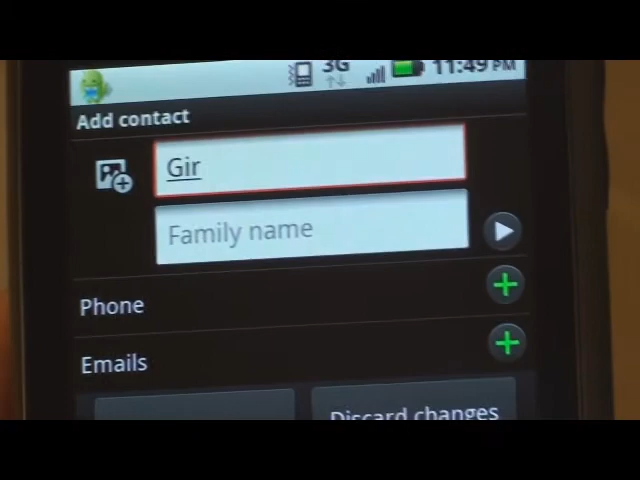 3G 11:49 PM
Add contact
Gir
Family name
Phone
Emails
Discard changes